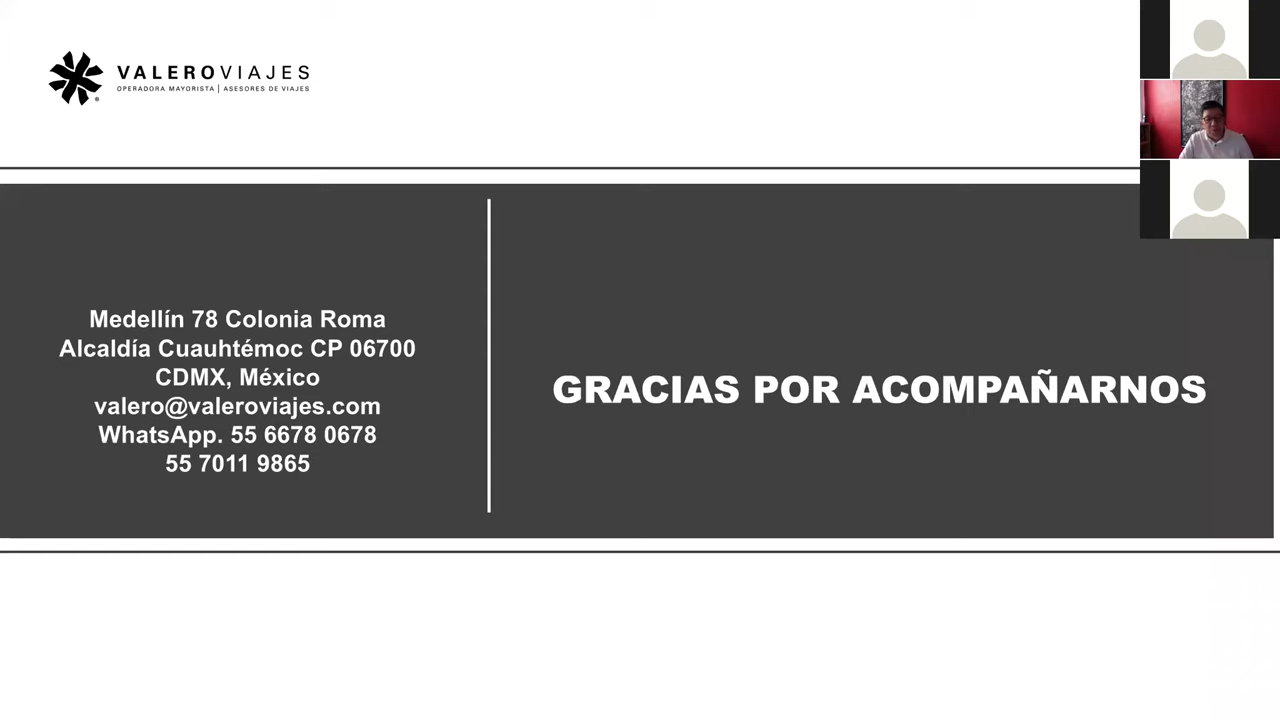 VALEROVIAJES
OPERADORA MAYORISTA | ASESORES DE VIAJES
Medellín 78 Colonia Roma
Alcaldía Cuauhtémoc CP 06700
CDMX, México
valero@valeroviajes.com
WhatsApp. 55 6678 0678
55 7011 9865
GRACIAS POR ACOMPAÑARNOS